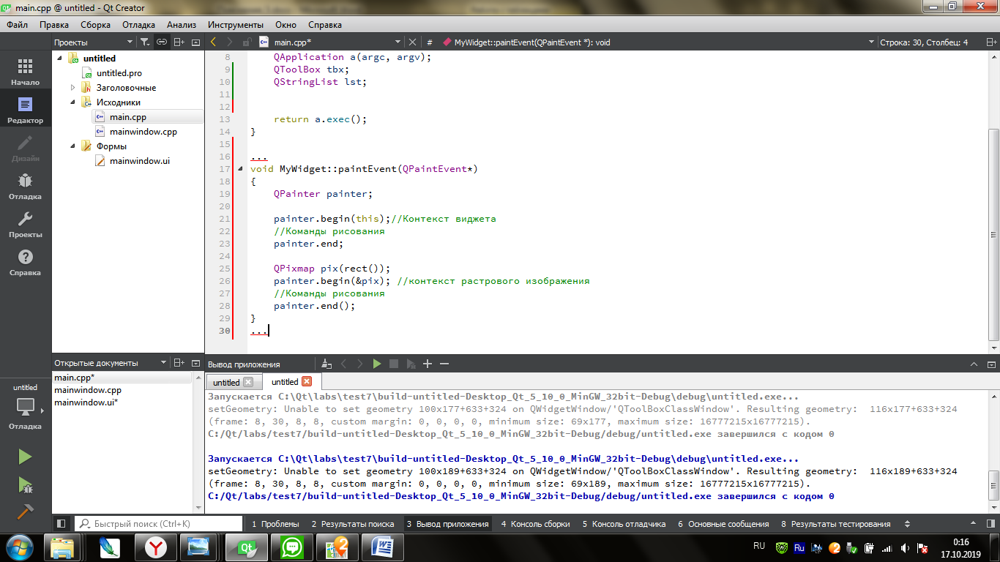 main.cpp @ untitled - Qt Creator
Файл Правка Сборка Отладка Анализ Инструменты Окно Справка
Проекты
main.cpp*
#
MyWidget::paintEvent(QPaintEvent *): void
Строка: 30, Столбец: 4
Начало
Редактор
Дизайн
Отладка
Проекты
Справка
untitled
Отладка
untitled
untitled.pro
Заголовочные
Исходники
main.cpp
mainwindow.cpp
Формы
mainwindow.ui
8 QApplication a(argc, argv);
9 QToolBox tbx;
10 QStringList lst;
11
12
13 return a.exec();
14 }
15
16 ...
17 void MyWidget::paintEvent(QPaintEvent*)
18 {
19 QPainter painter;
20
21 painter.begin(this);//Контекст виджета
22 //Команды рисования
23 painter.end;
24
25 QPixmap pix(rect());
26 painter.begin(&pix); //контекст растрового изображения
27 //Команды рисования
28 painter.end();
29 }
30 ...
Открытые документы
main.cpp*
mainwindow.cpp
mainwindow.ui*
Вывод приложения
untitled untitled
Запускается C:\Qt\labs\test7\build-untitled-Desktop_Qt_5_10_0_MinGW_32bit-Debug\debug\untitled.exe...
setGeometry: Unable to set geometry 100x177+633+324 on QWidgetWindow/'QToolBoxClassWindow'. Resulting geometry:  116x177+633+324
(frame: 8, 30, 8, 8, custom margin: 0, 0, 0, 0, minimum size: 69x177, maximum size: 16777215x16777215).
C:/Qt/labs/test7/build-untitled-Desktop_Qt_5_10_0_MinGW_32bit-Debug/debug/untitled.exe завершился с кодом 0
Запускается C:\Qt\labs\test7\build-untitled-Desktop_Qt_5_10_0_MinGW_32bit-Debug\debug\untitled.exe...
setGeometry: Unable to set geometry 100x189+633+324 on QWidgetWindow/'QToolBoxClassWindow'. Resulting geometry:  116x189+633+324
(frame: 8, 30, 8, 8, custom margin: 0, 0, 0, 0, minimum size: 69x189, maximum size: 16777215x16777215).
C:/Qt/labs/test7/build-untitled-Desktop_Qt_5_10_0_MinGW_32bit-Debug/debug/untitled.exe завершился с кодом 0
Быстрый поиск (Ctrl+K)
1 Проблемы 2 Результаты поиска 3 Вывод приложения 4 Консоль сборки 5 Консоль отладчика 6 Основные сообщения 8 Результаты тестирования
RU
Ru
0:16
17.10.2019